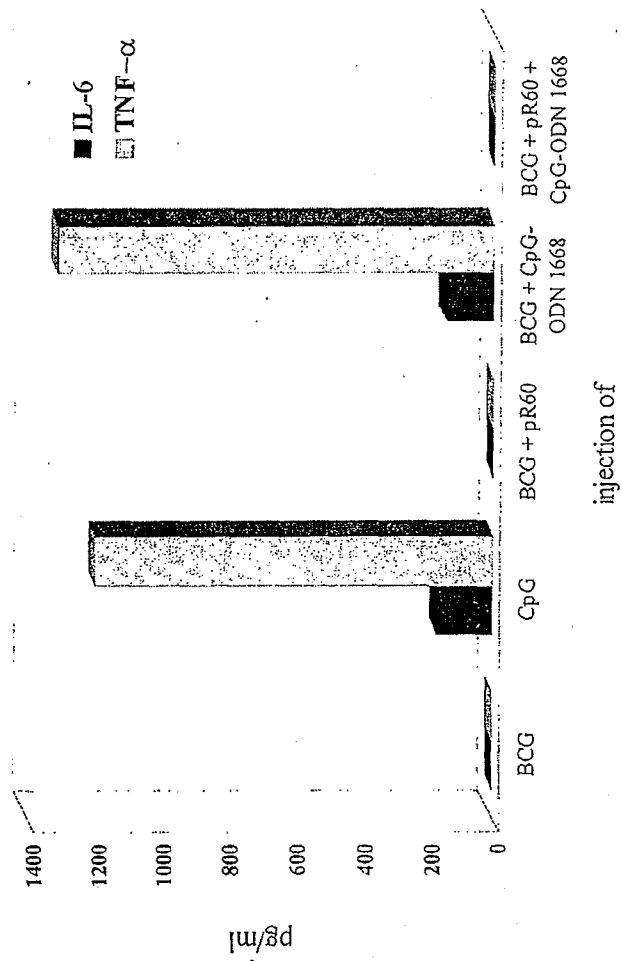 IL-6
TNF-α
pg/ml
1400
1200
1000
800
600
400
200
0
BCG
CpG
BCG + pR60
BCG + CpG-
ODN 1668
BCG + pR60 +
CpG-ODN 1668
injection of